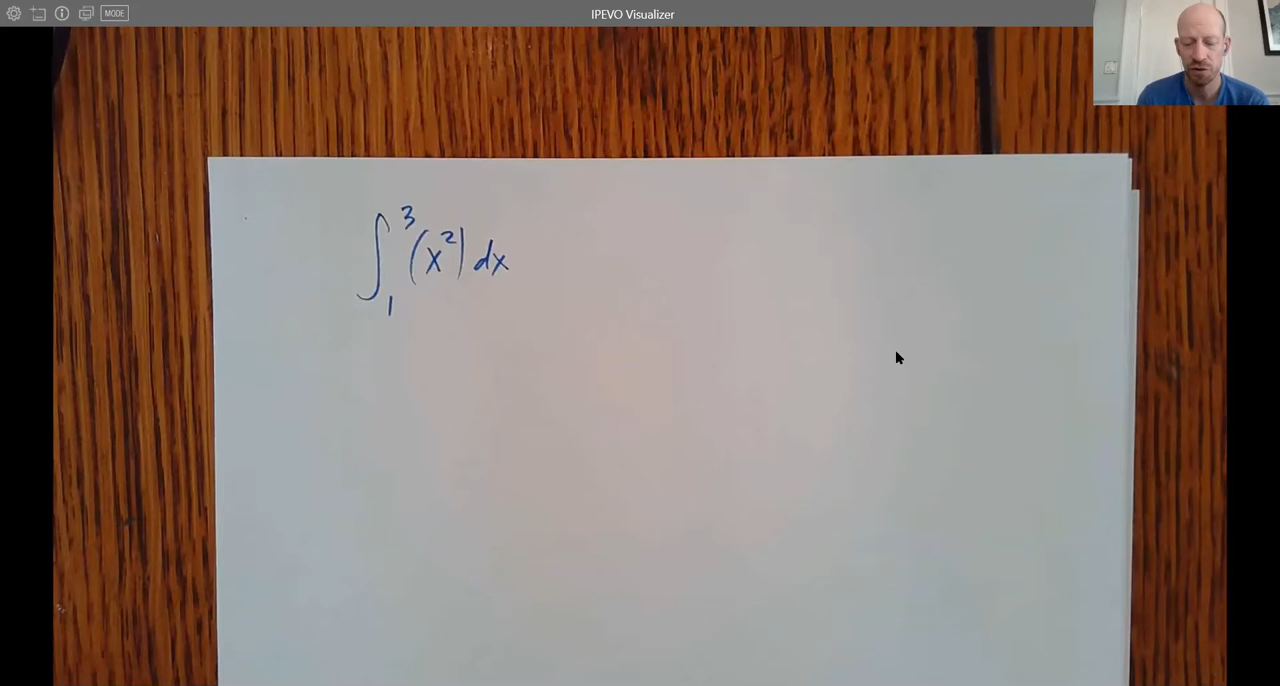 MODE
IPEVO Visualizer
∫₁³ (x²) dx